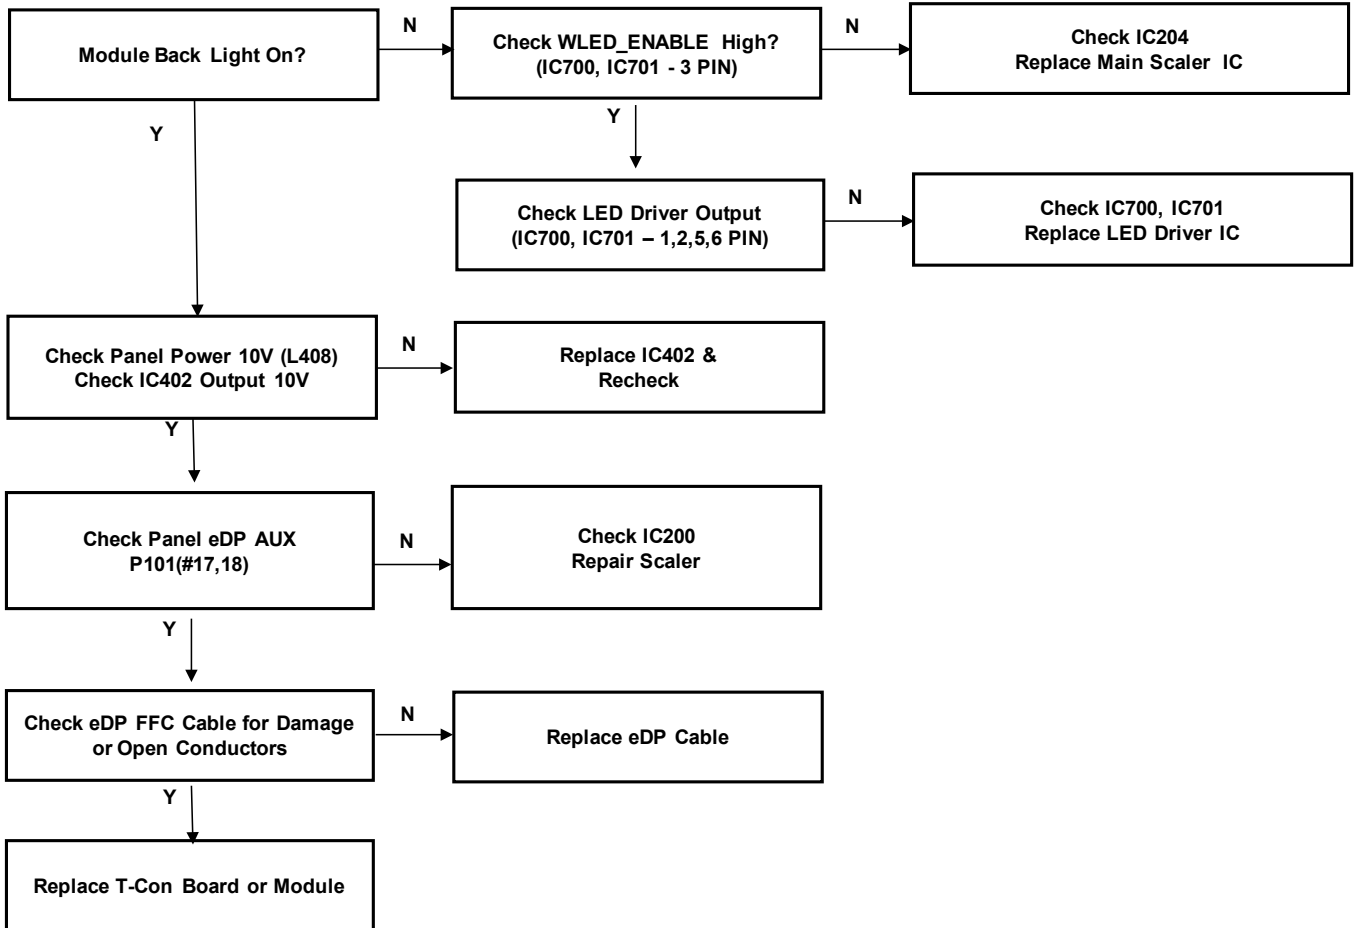 Module Back Light On?
N
Check WLED_ENABLE High?
(IC700, IC701 - 3 PIN)
N
Check IC204
Replace Main Scaler IC
Y
Y
Check LED Driver Output
(IC700, IC701 – 1,2,5,6 PIN)
N
Check IC700, IC701
Replace LED Driver IC
Check Panel Power 10V (L408)
Check IC402 Output 10V
N
Replace IC402 &
Recheck
Y
Check Panel eDP AUX
P101(#17,18)
N
Check IC200
Repair Scaler
Y
Check eDP FFC Cable for Damage
or Open Conductors
N
Replace eDP Cable
Y
Replace T-Con Board or Module